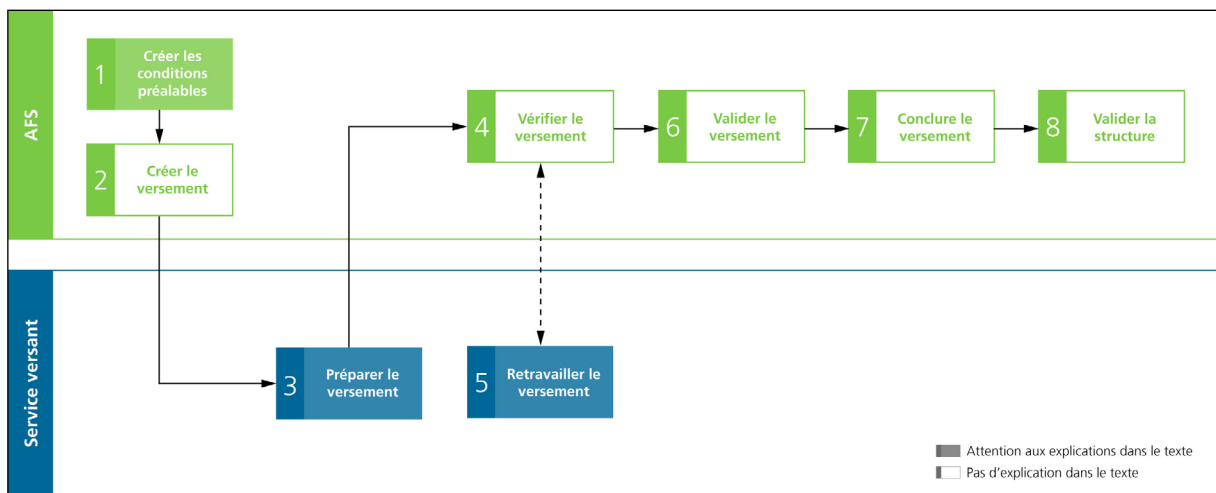 AFS
1
Créer les
conditions
préalables
2
Créer le
versement
4
Vérifier le
versement
6
Valider le
versement
7
Conclure le
versement
8
Valider la
structure
Service versant
3
Préparer le
versement
5
Retravailler le
versement
Attention aux explications dans le texte
Pas d'explication dans le texte